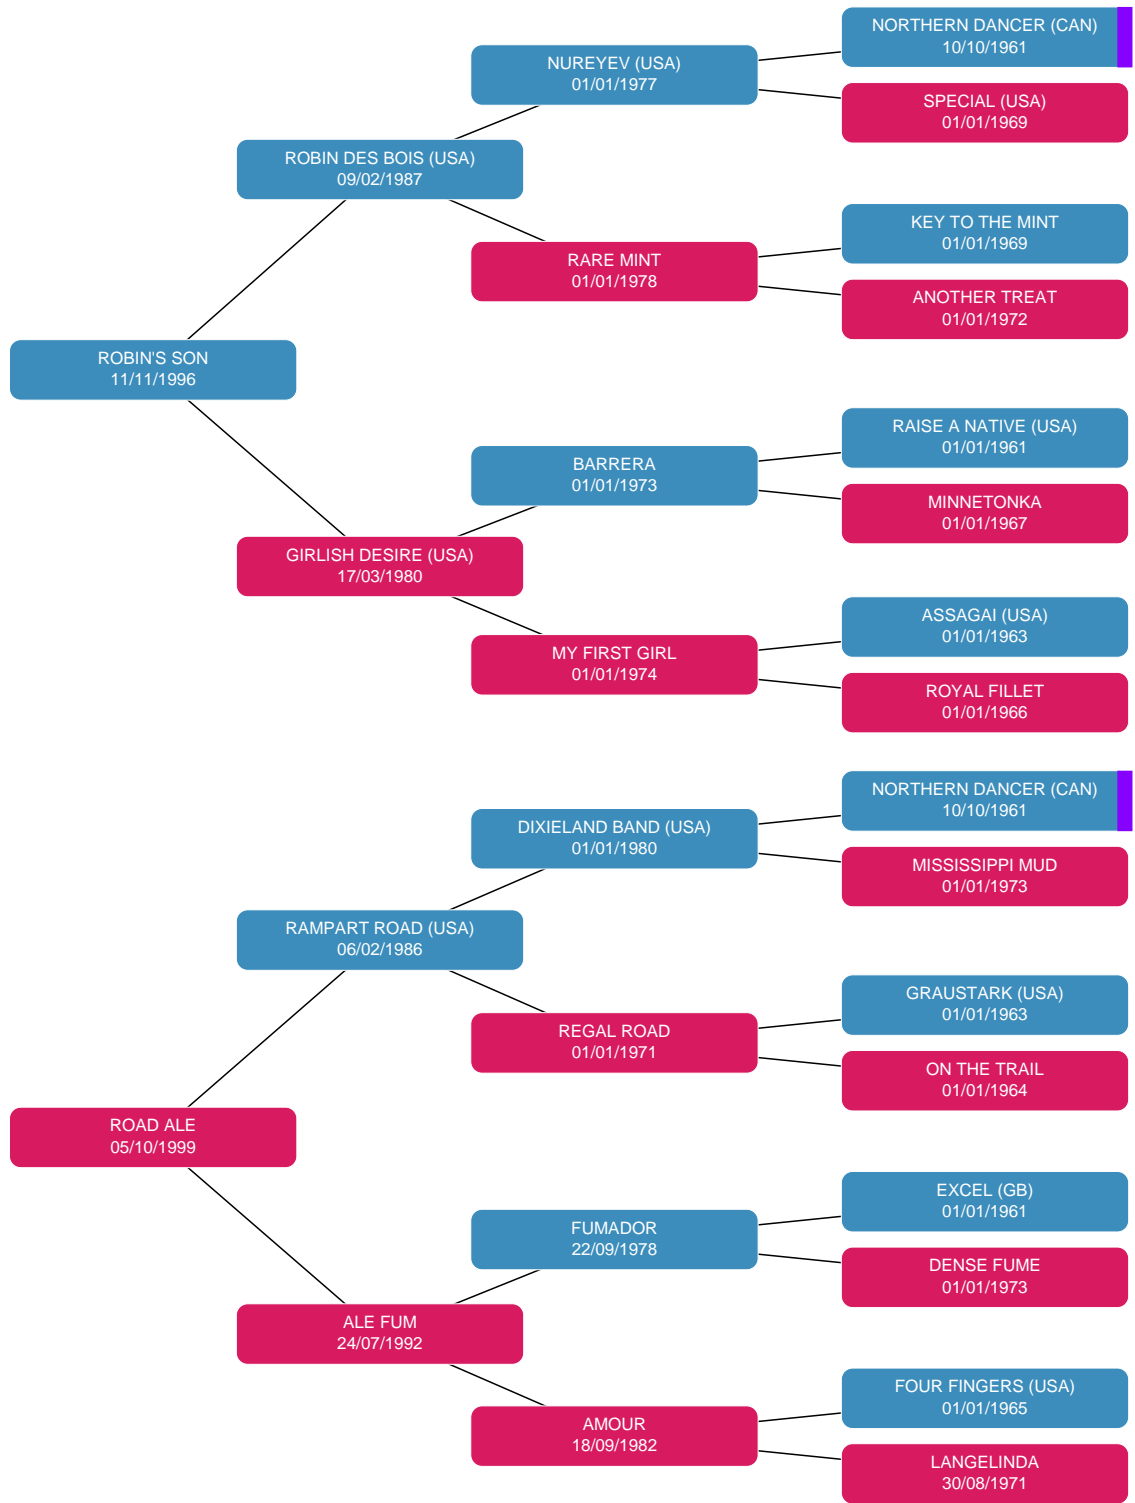 NORTHERN DANCER (CAN)
10/10/1961
NUREYEV (USA)
01/01/1977
SPECIAL (USA)
01/01/1969
ROBIN DES BOIS (USA)
09/02/1987
KEY TO THE MINT
01/01/1969
RARE MINT
01/01/1978
ANOTHER TREAT
01/01/1972
ROBIN'S SON
11/11/1996
RAISE A NATIVE (USA)
01/01/1961
BARRERA
01/01/1973
MINNETONKA
01/01/1967
GIRLISH DESIRE (USA)
17/03/1980
ASSAGAI (USA)
01/01/1963
MY FIRST GIRL
01/01/1974
ROYAL FILLET
01/01/1966
NORTHERN DANCER (CAN)
10/10/1961
DIXIELAND BAND (USA)
01/01/1980
MISSISSIPPI MUD
01/01/1973
RAMPART ROAD (USA)
06/02/1986
GRAUSTARK (USA)
01/01/1963
REGAL ROAD
01/01/1971
ON THE TRAIL
01/01/1964
ROAD ALE
05/10/1999
EXCEL (GB)
01/01/1961
FUMADOR
22/09/1978
DENSE FUME
01/01/1973
ALE FUM
24/07/1992
FOUR FINGERS (USA)
01/01/1965
AMOUR
18/09/1982
LANGELINDA
30/08/1971